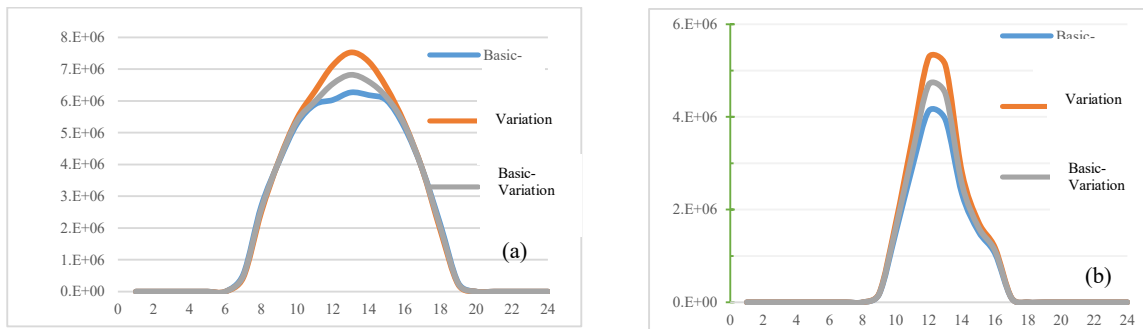 8.E+06
7.E+06
6.E+06
5.E+06
4.E+06
3.E+06
2.E+06
1.E+06
0.E+00
0 2 4 6 8 10 12 14 16 18 20 22 24
Basic-
Variation
Basic-
Variation
(a)
6.E+06
4.E+06
2.E+06
0.E+00
0 2 4 6 8 10 12 14 16 18 20 22 24
Basic-
Variation
Basic-
Variation
(b)